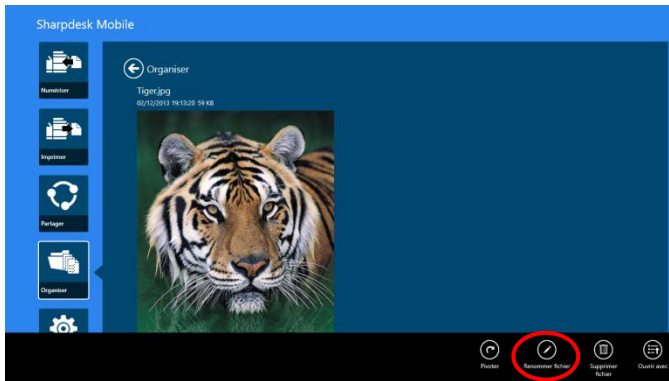 Sharpdesk Mobile
Numériser
Imprimer
Partager
Organiser
Organiser
Tiger.jpg
02/12/2013 19:13:20 59 KB
Pivoter
Renommer fichier
Supprimer
fichier
Ouvrir avec